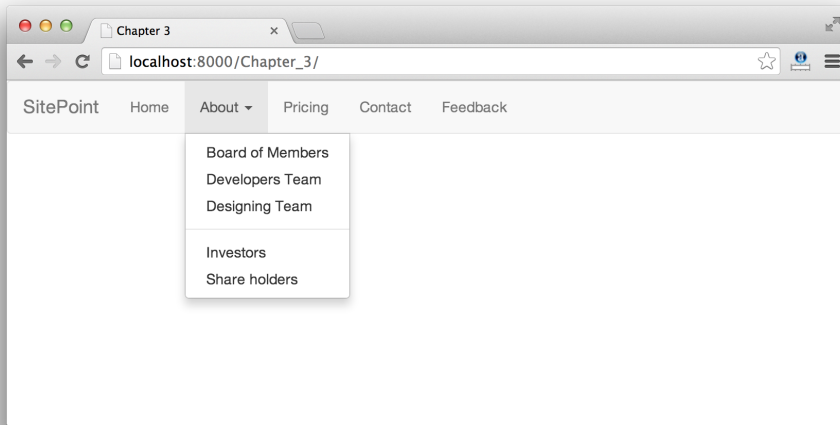 Chapter 3
localhost:8000/Chapter_3/
SitePoint Home About Pricing Contact Feedback
Board of Members
Developers Team
Designing Team
Investors
Share holders